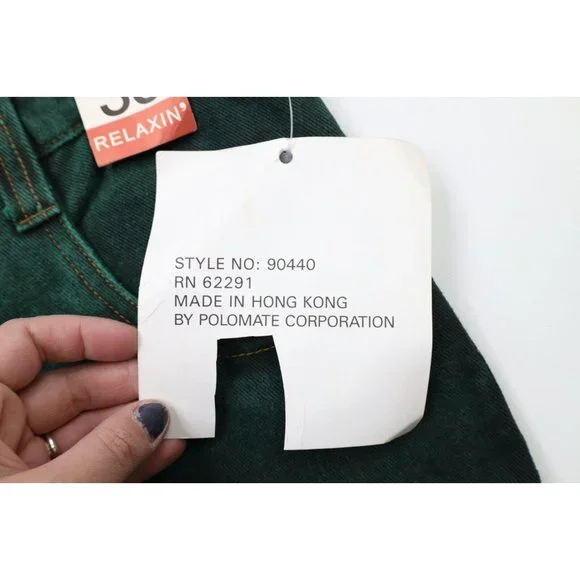 RELAXIN'
STYLE NO: 90440
RN 62291
MADE IN HONG KONG
BY POLOMATE CORPORATION